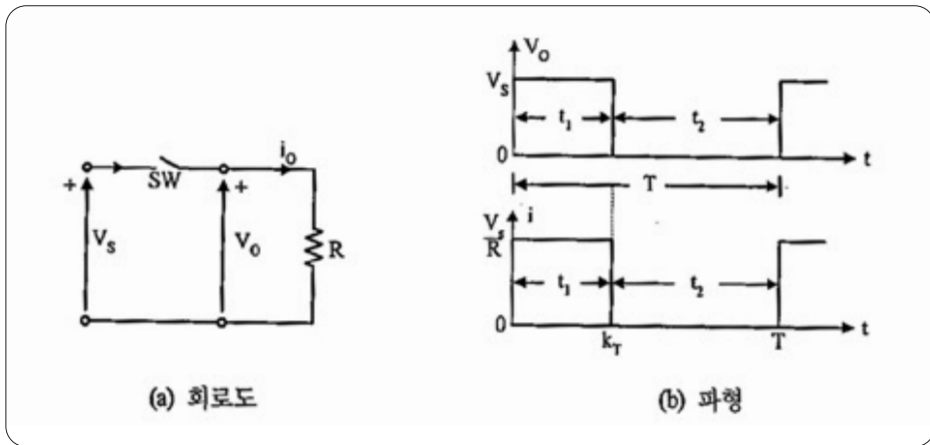 V_O
V_S
t_1
t_2
0
t
T
V_s/R
i
t_1
t_2
0
k_T
T
t
SW
i_O
+
+
V_S
V_O
R
(a) 회로도
(b) 파형